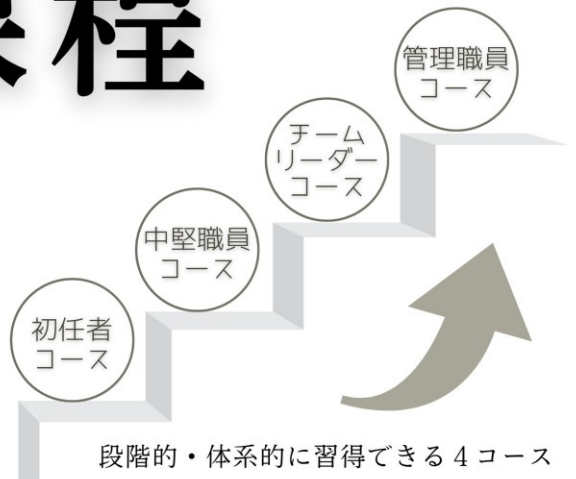 課程
管理職員
コース
チーム
リーダー
コース
中堅職員
コース
初任者
コース
段階的・体系的に習得できる4コース